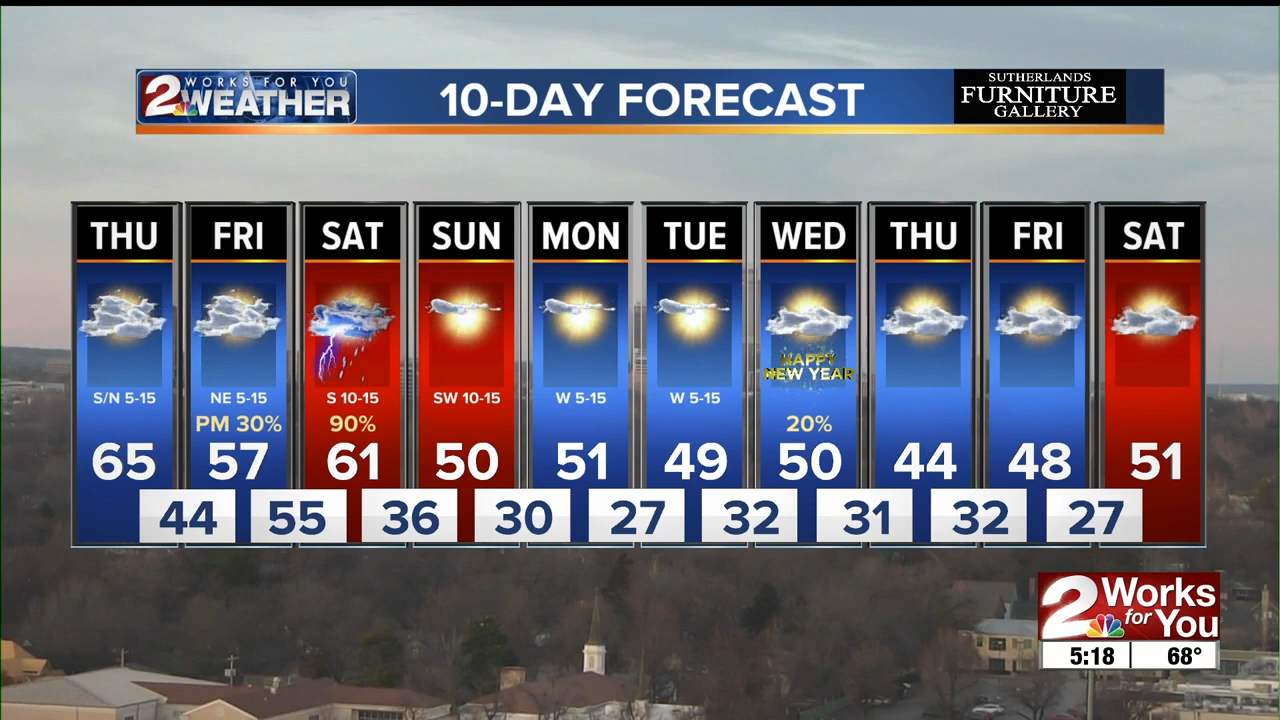 2 WORKS FOR YOU
WEATHER
10-DAY FORECAST
SUTHERLANDS
FURNITURE
GALLERY
THU FRI SAT SUN MON TUE WED THU FRI SAT
HAPPY
NEW YEAR
S/N 5-15 NE 5-15 S 10-15 SW 10-15 W 5-15 W 5-15
PM 30% 90% 20%
65 57 61 50 51 49 50 44 48 51
44 55 36 30 27 32 31 32 27
2 Works
for You
5:18 68°